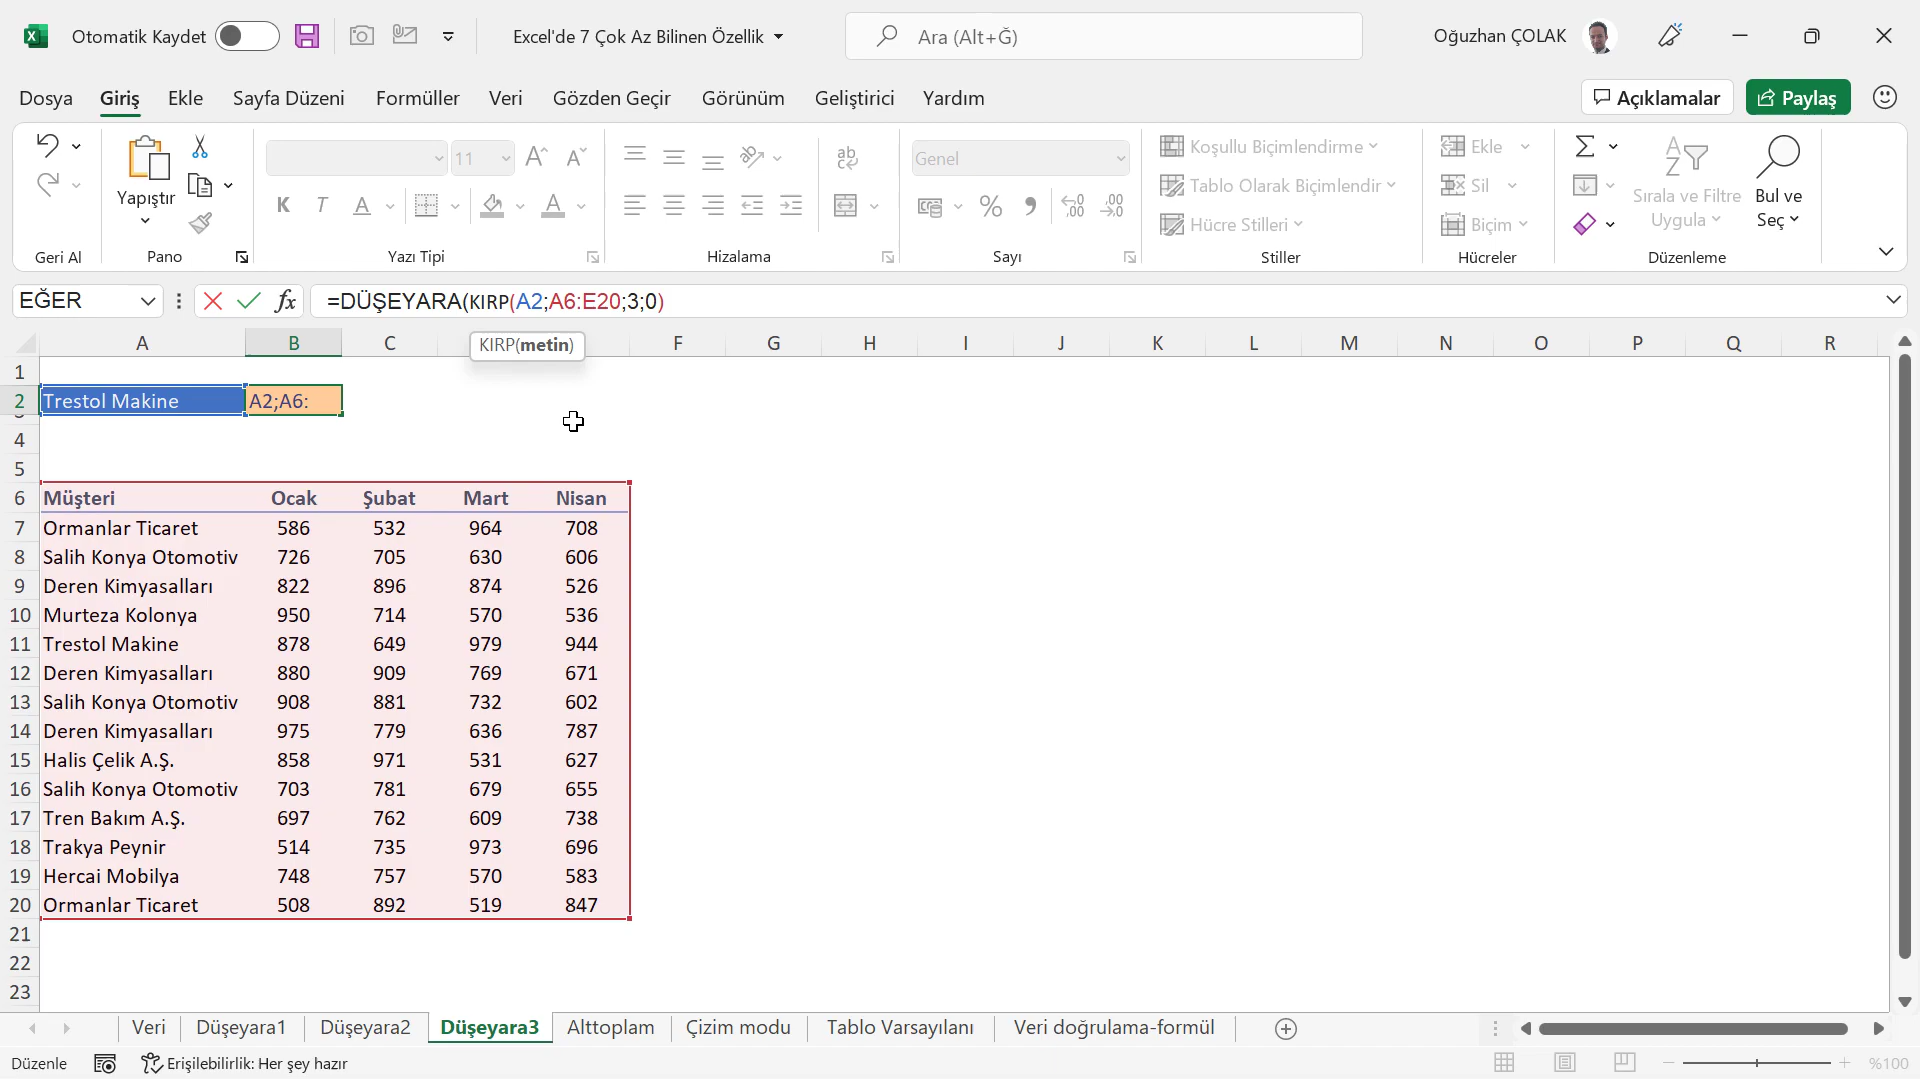 Otomatik Kaydet
Excel'de 7 Çok Az Bilinen Özellik
Ara (Alt+Ğ)
Oğuzhan ÇOLAK
Dosya Giriş Ekle Sayfa Düzeni Formüller Veri Gözden Geçir Görünüm Geliştirici Yardım
Açıklamalar Paylaş
Yapıştır
11
Genel
Koşullu Biçimlendirme
Tablo Olarak Biçimlendir
Hücre Stilleri
Ekle
Sil
Biçim
Sırala ve Filtre
Uygula
Bul ve
Seç
K T A A
Geri Al Pano Yazı Tipi Hizalama Sayı Stiller Hücreler Düzenleme
EĞER
fx
=DÜŞEYARA(KIRP(A2;A6:E20;3;0)
KIRP(metin)
A B C F G H I J K L M N O P Q R
1
2 Trestol Makine A2;A6:
4
5
6 Müşteri Ocak Şubat Mart Nisan
7 Ormanlar Ticaret 586 532 964 708
8 Salih Konya Otomotiv 726 705 630 606
9 Deren Kimyasalları 822 896 874 526
10 Murteza Kolonya 950 714 570 536
11 Trestol Makine 878 649 979 944
12 Deren Kimyasalları 880 909 769 671
13 Salih Konya Otomotiv 908 881 732 602
14 Deren Kimyasalları 975 779 636 787
15 Halis Çelik A.Ş. 858 971 531 627
16 Salih Konya Otomotiv 703 781 679 655
17 Tren Bakım A.Ş. 697 762 609 738
18 Trakya Peynir 514 735 973 696
19 Hercai Mobilya 748 757 570 583
20 Ormanlar Ticaret 508 892 519 847
21
22
23
Veri Düşeyara1 Düşeyara2 Düşeyara3 Alttoplam Çizim modu Tablo Varsayılanı Veri doğrulama-formül
Düzenle
Erişilebilirlik: Her şey hazır
%100